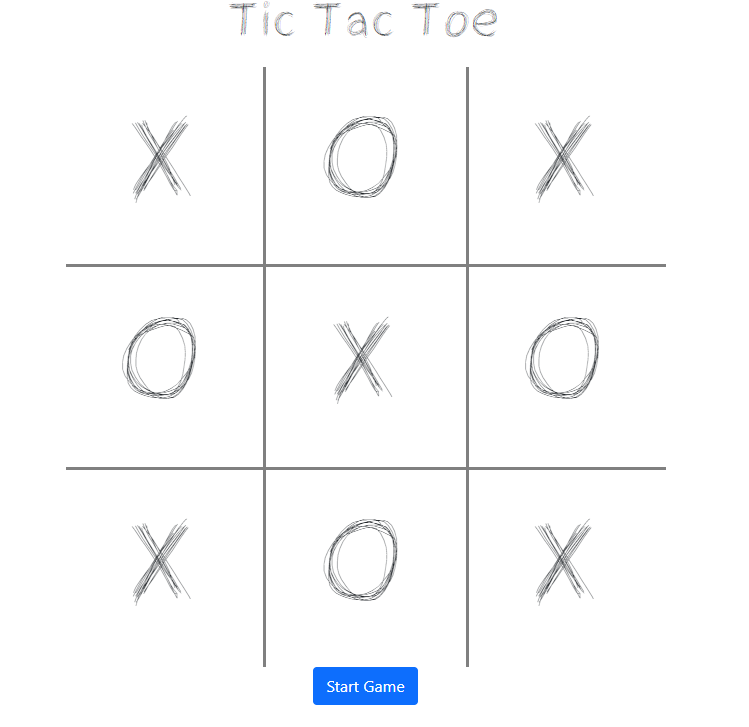 Tic Tac Toe
X O X
O X O
X O X
Start Game